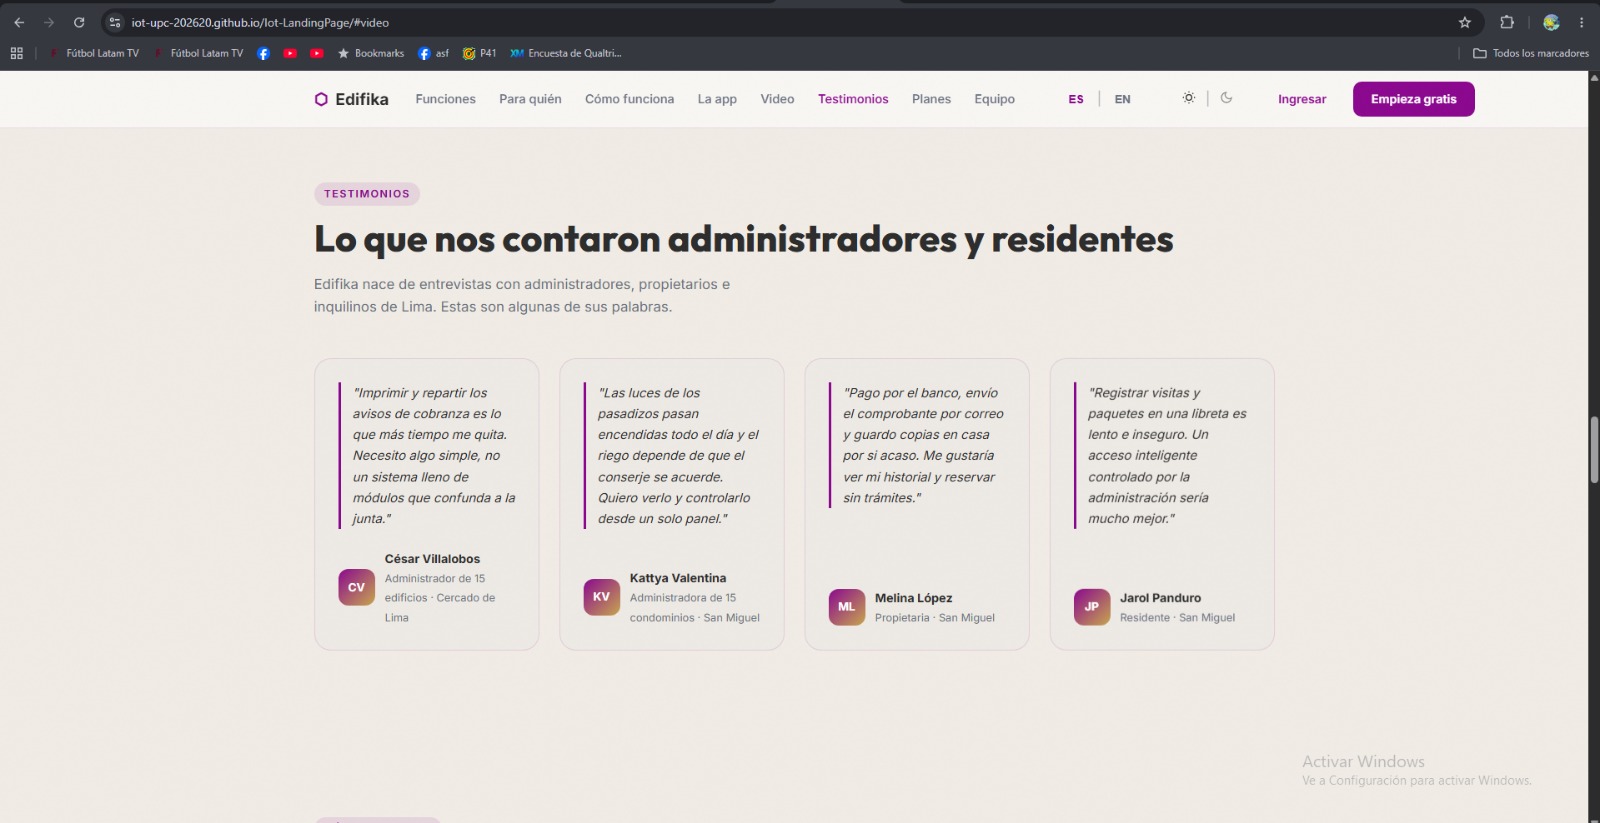 iot-upc-202620.github.io/Iot-LandingPage/#video
Fútbol Latam TV
Fútbol Latam TV
Bookmarks
asf
P41
XM Encuesta de Qualtri...
Todos los marcadores
Edifika
Funciones
Para quién
Cómo funciona
La app
Video
Testimonios
Planes
Equipo
ES
EN
Ingresar
Empieza gratis
TESTIMONIOS
Lo que nos contaron administradores y residentes
Edifika nace de entrevistas con administradores, propietarios e
inquilinos de Lima. Estas son algunas de sus palabras.
"Imprimir y repartir los
avisos de cobranza es lo
que más tiempo me quita.
Necesito algo simple, no
un sistema lleno de
módulos que confunda a la
junta."
CV
César Villalobos
Administrador de 15
edificios · Cercado de
Lima
"Las luces de los
pasadizos pasan
encendidas todo el día y el
riego depende de que el
conserje se acuerde.
Quiero verlo y controlarlo
desde un solo panel."
KV
Kattya Valentina
Administradora de 15
condominios · San Miguel
"Pago por el banco, envío
el comprobante por correo
y guardo copias en casa
por si acaso. Me gustaría
ver mi historial y reservar
sin trámites."
ML
Melina López
Propietaria · San Miguel
"Registrar visitas y
paquetes en una libreta es
lento e inseguro. Un
acceso inteligente
controlado por la
administración sería
mucho mejor."
JP
Jarol Panduro
Residente · San Miguel
Activar Windows
Ve a Configuración para activar Windows.